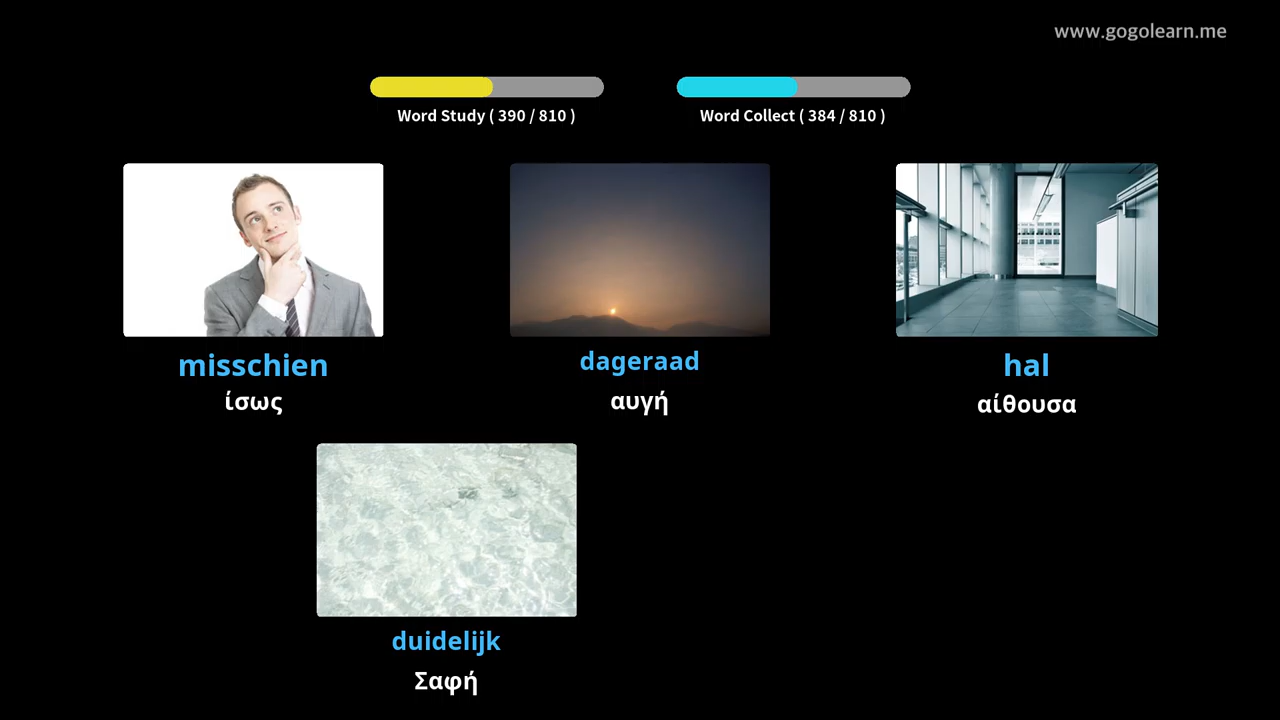 www.gogolearn.me
Word Study ( 390 / 810 )
Word Collect ( 384 / 810 )
misschien
ίσως
dageraad
αυγή
hal
αίθουσα
duidelijk
Σαφή